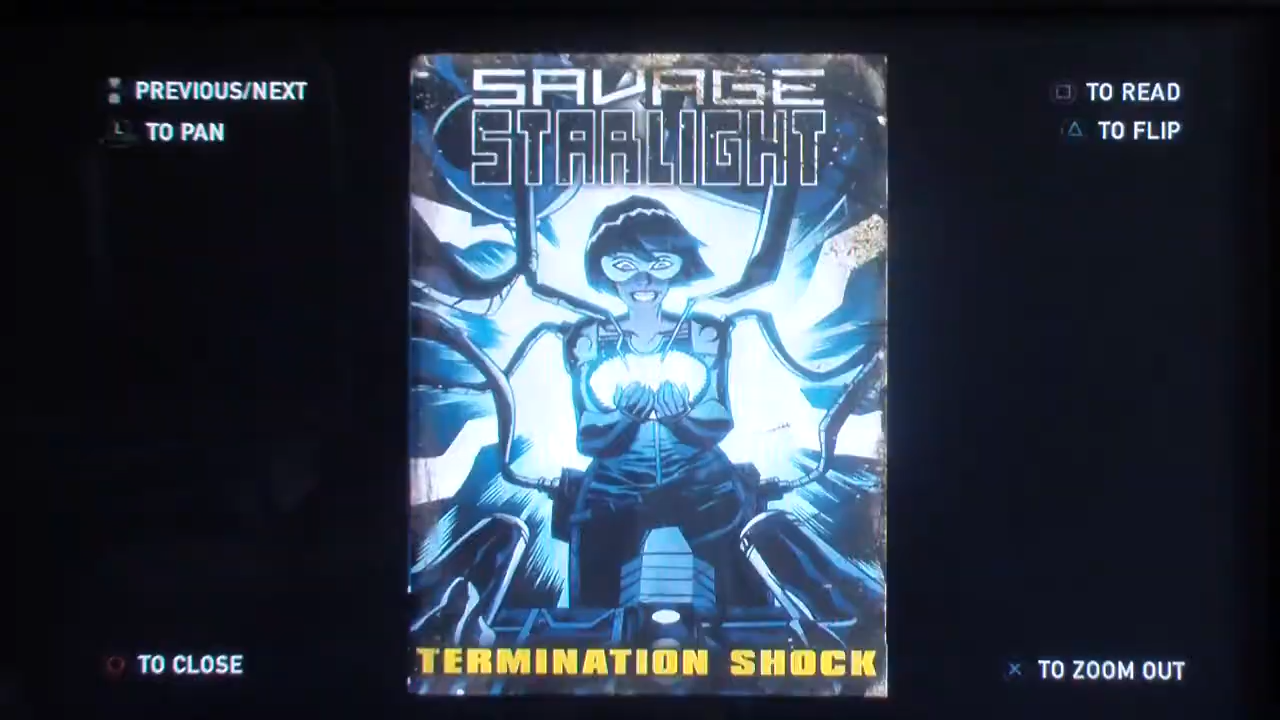 PREVIOUS/NEXT
TO PAN
SAVAGE
STARLIGHT
TERMINATION SHOCK
TO READ
TO FLIP
TO CLOSE
TO ZOOM OUT